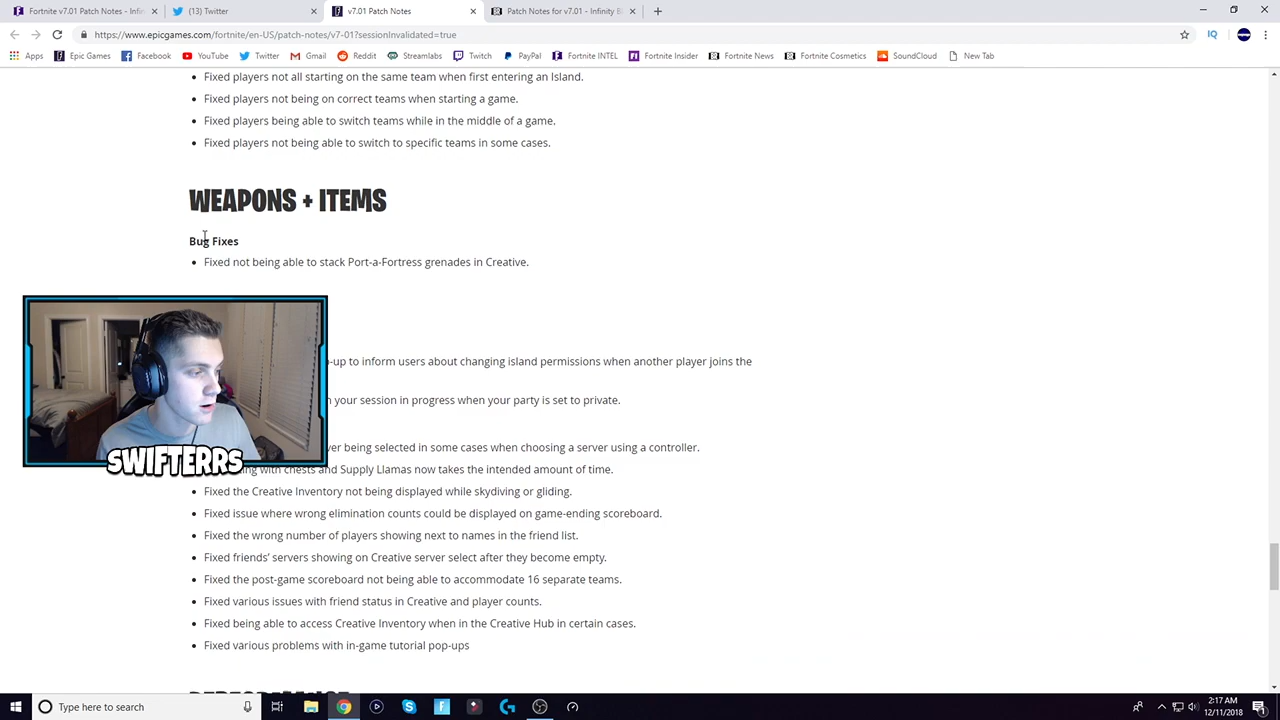 Fortnite v7.01 Patch Notes - Infin
(13) Twitter
v7.01 Patch Notes
Patch Notes for v7.01 - Infinity B
https://www.epicgames.com/fortnite/en-US/patch-notes/v7-01?sessionInvalidated=true
Apps Epic Games Facebook YouTube Twitter Gmail Reddit Streamlabs Twitch PayPal Fortnite INTEL Fortnite Insider Fortnite News Fortnite Cosmetics SoundCloud New Tab
Fixed players not all starting on the same team when first entering an Island.
Fixed players not being on correct teams when starting a game.
Fixed players being able to switch teams while in the middle of a game.
Fixed players not being able to switch to specific teams in some cases.
WEAPONS + ITEMS
Bug Fixes
Fixed not being able to stack Port-a-Fortress grenades in Creative.
-up to inform users about changing island permissions when another player joins the
your session in progress when your party is set to private.
being selected in some cases when choosing a server using a controller.
with chests and Supply Llamas now takes the intended amount of time.
SWIFTERRS
Fixed the Creative Inventory not being displayed while skydiving or gliding.
Fixed issue where wrong elimination counts could be displayed on game-ending scoreboard.
Fixed the wrong number of players showing next to names in the friend list.
Fixed friends' servers showing on Creative server select after they become empty.
Fixed the post-game scoreboard not being able to accommodate 16 separate teams.
Fixed various issues with friend status in Creative and player counts.
Fixed being able to access Creative Inventory when in the Creative Hub in certain cases.
Fixed various problems with in-game tutorial pop-ups
PERFORMANCE
Type here to search
2:17 AM
12/11/2018